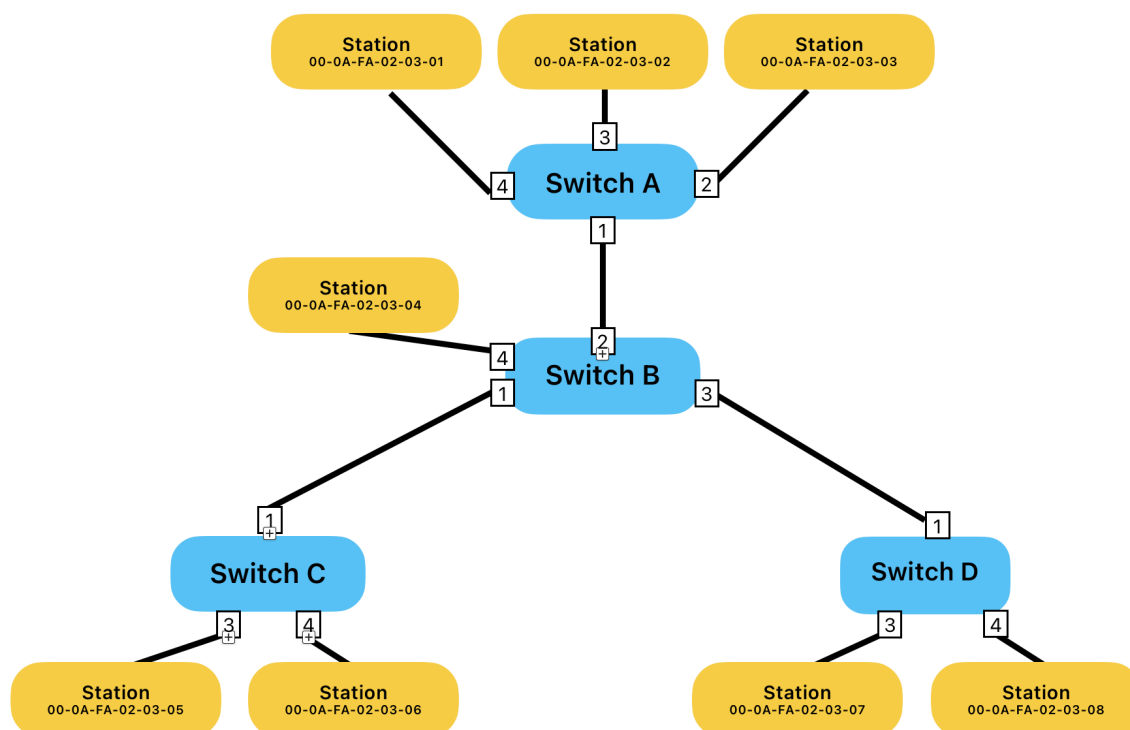 Station
00-0A-FA-02-03-01
Station
00-0A-FA-02-03-02
Station
00-0A-FA-02-03-03
3
4
Switch A
2
1
Station
00-0A-FA-02-03-04
2
+
4
Switch B
1
3
1
+
1
Switch C
Switch D
3
+
4
+
3
4
Station
00-0A-FA-02-03-05
Station
00-0A-FA-02-03-06
Station
00-0A-FA-02-03-07
Station
00-0A-FA-02-03-08